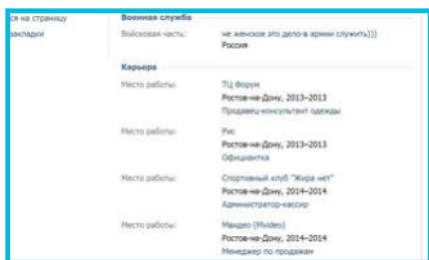 ся на страницу
закладки
Военная служба
Войсковая часть: не женское это дело-в армии служить)))
Россия
Карьера
Место работы: ТЦ Форум
Ростов-на-Дону, 2013–2013
Продавец-консультант одежды
Место работы: Рис
Ростов-на-Дону, 2013–2013
Официантка
Место работы: Спортивный клуб "Жира нет"
Ростов-на-Дону, 2014–2014
Администратор-кассир
Место работы: Мвидео (Mvideo)
Ростов-на-Дону, 2014–2014
Менеджер по продажам